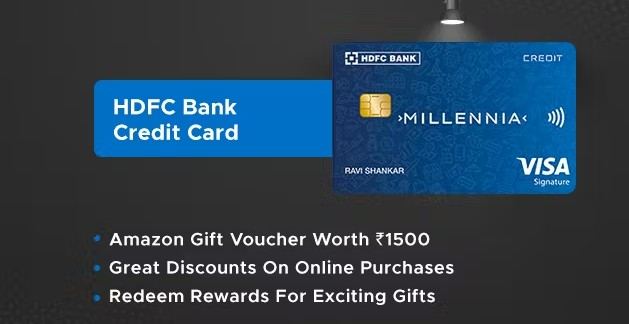 HDFC Bank
Credit Card
HDFC BANK
CREDIT
›MILLENNIA‹
RAVI SHANKAR
VISA
Signature
Amazon Gift Voucher Worth ₹1500
Great Discounts On Online Purchases
Redeem Rewards For Exciting Gifts